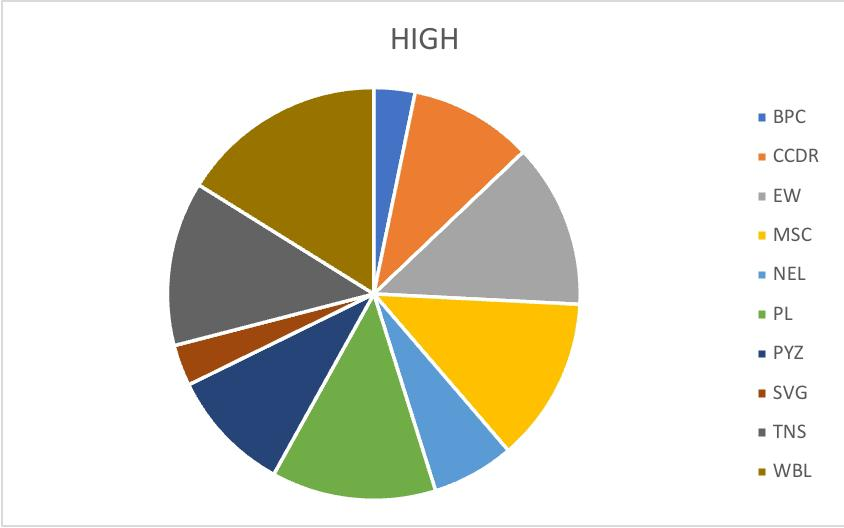 HIGH
BPC
CCDR
EW
MSC
NEL
PL
PYZ
SVG
TNS
WBL